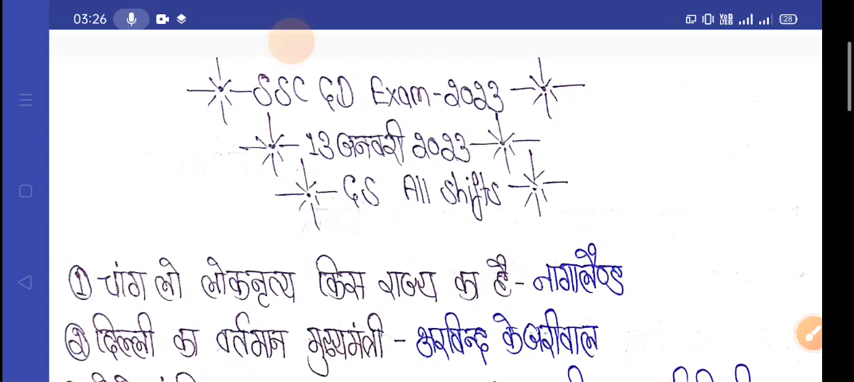 03:26
28
SSC GD Exam-2023
13 जनवरी 2023
GS All Shifts
① चांग लो लोकनृत्य किस राज्य का है - नागालैण्ड
② दिल्ली का वर्तमान मुख्यमंत्री - अरविन्द केजरीवाल